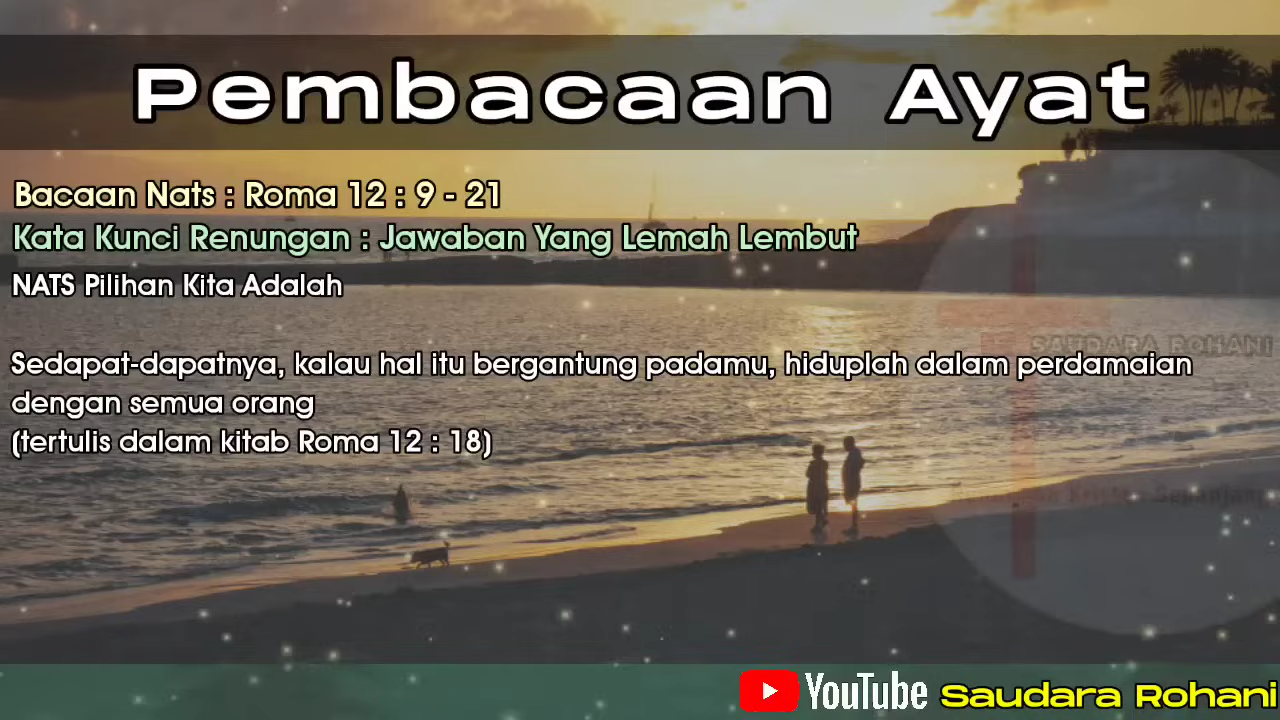 Pembacaan Ayat
Bacaan Nats : Roma 12 : 9 - 21
Kata Kunci Renungan : Jawaban Yang Lemah Lembut
NATS Pilihan Kita Adalah
Sedapat-dapatnya, kalau hal itu bergantung padamu, hiduplah dalam perdamaian
dengan semua orang
(tertulis dalam kitab Roma 12 : 18)
SAUDARA ROHANI
YouTube Saudara Rohani